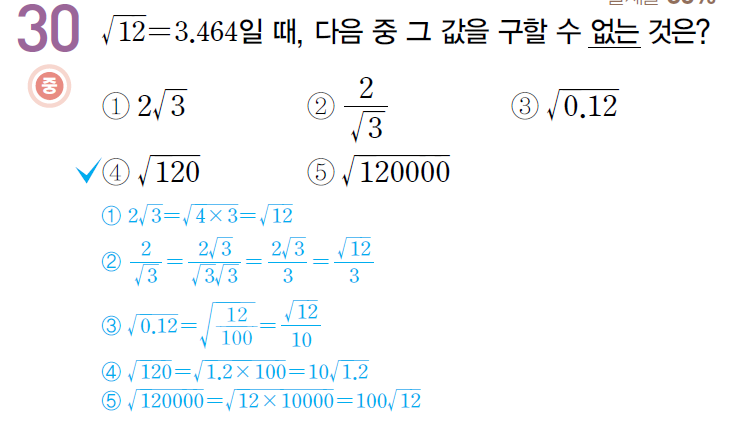 30 √12=3.464일 때, 다음 중 그 값을 구할 수 없는 것은?
중
① 2√3 ② 2/√3 ③ √0.12
④ √120 ⑤ √120000
① 2√3=√(4×3)=√12
② 2/√3=2√3/(√3√3)=2√3/3=√12/3
③ √0.12=√(12/100)=√12/10
④ √120=√(1.2×100)=10√1.2
⑤ √120000=√(12×10000)=100√12